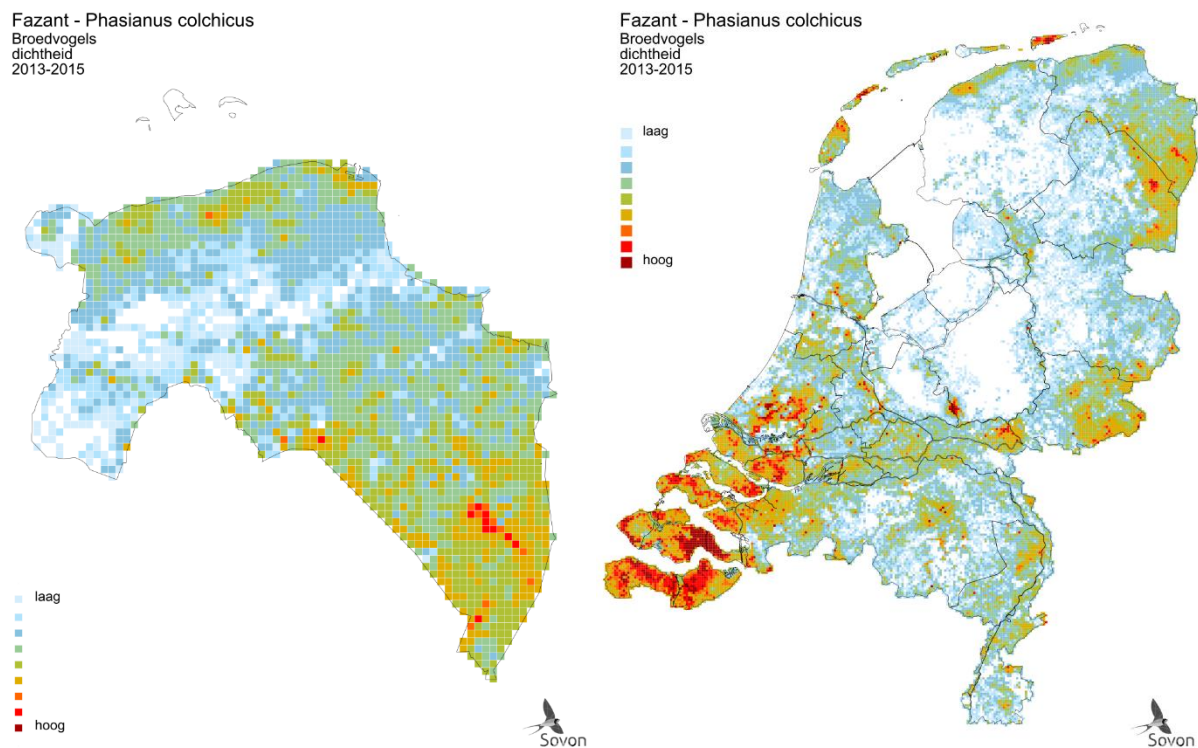 Fazant - Phasianus colchicus
Broedvogels
dichtheid
2013-2015
laag
hoog
Sovon
Fazant - Phasianus colchicus
Broedvogels
dichtheid
2013-2015
laag
hoog
Sovon